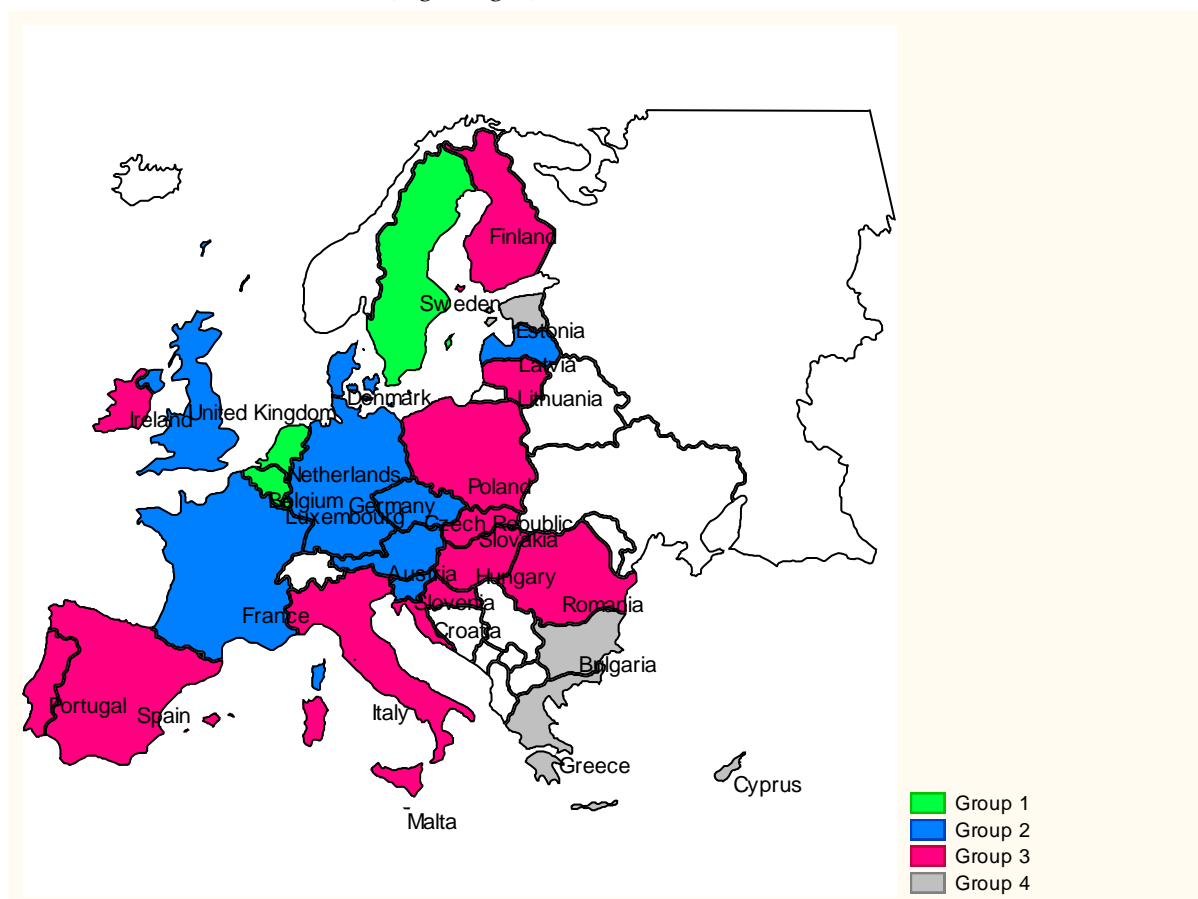 Finland
Sweden
Estonia
Latvia
Denmark
Lithuania
Ireland
United Kingdom
Netherlands
Poland
Belgium
Germany
Luxembourg
Czech Republic
Slovakia
Austria
Hungary
Slovenia
Romania
France
Croatia
Bulgaria
Portugal
Spain
Italy
Greece
Cyprus
Malta
Group 1
Group 2
Group 3
Group 4